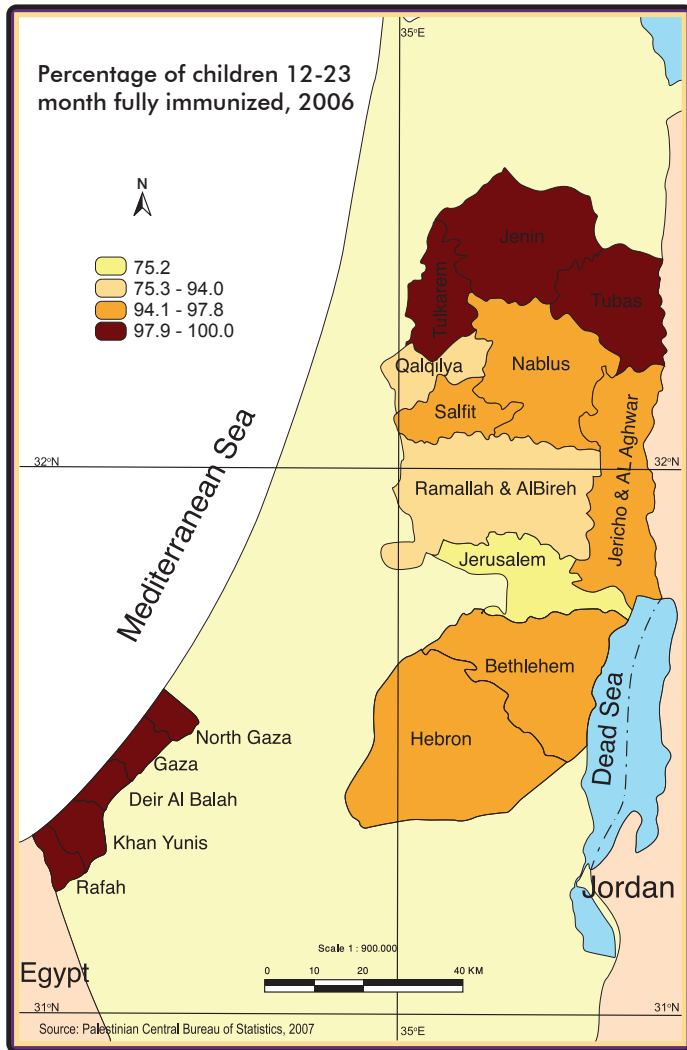 35°E
Percentage of children 12-23
month fully immunized, 2006
N
75.2
75.3 - 94.0
94.1 - 97.8
97.9 - 100.0
Jenin
Tulkarem
Tubas
Qalqilya
Nablus
Salfit
Mediterranean Sea
32°N
32°N
Ramallah & AlBireh
Jericho & AL Aghwar
Jerusalem
Bethlehem
Dead Sea
Hebron
North Gaza
Gaza
Deir Al Balah
Khan Yunis
Rafah
Jordan
Scale 1 : 900.000
Egypt
0 10 20 40 KM
31°N
31°N
Source: Palestinian Central Bureau of Statistics, 2007
35°E